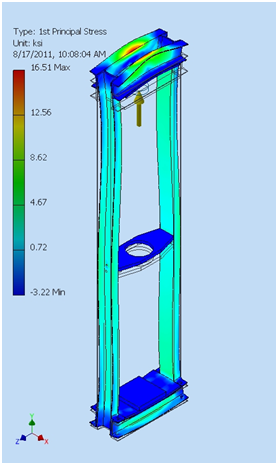 Type: 1st Principal Stress
Unit: ksi
8/17/2011, 10:08:04 AM
16.51 Max
12.56
8.62
4.67
0.72
-3.22 Min
Y
Z
X